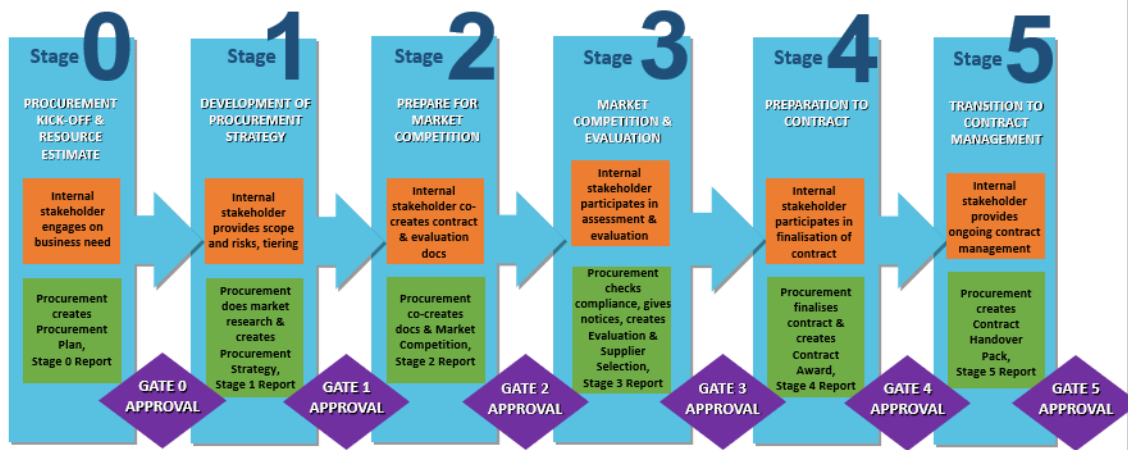 Stage 0
PROCUREMENT
KICK-OFF &
RESOURCE
ESTIMATE
Internal
stakeholder
engages on
business need
Procurement
creates
Procurement
Plan,
Stage 0 Report
GATE 0
APPROVAL
Stage 1
DEVELOPMENT OF
PROCUREMENT
STRATEGY
Internal
stakeholder
provides scope
and risks, tiering
Procurement
does market
research &
creates
Procurement
Strategy,
Stage 1 Report
GATE 1
APPROVAL
Stage 2
PREPARE FOR
MARKET
COMPETITION
Internal
stakeholder co-
creates contract
& evaluation
docs
Procurement
co-creates
docs & Market
Competition,
Stage 2 Report
GATE 2
APPROVAL
Stage 3
MARKET
COMPETITION &
EVALUATION
Internal
stakeholder
participates in
assessment &
evaluation
Procurement
checks
compliance, gives
notices, creates
Evaluation &
Supplier
Selection,
Stage 3 Report
GATE 3
APPROVAL
Stage 4
PREPARATION TO
CONTRACT
Internal
stakeholder
participates in
finalisation of
contract
Procurement
finalises
contract &
creates
Contract
Award,
Stage 4 Report
GATE 4
APPROVAL
Stage 5
TRANSITION TO
CONTRACT
MANAGEMENT
Internal
stakeholder
provides
ongoing contract
management
Procurement
creates
Contract
Handover
Pack,
Stage 5 Report
GATE 5
APPROVAL